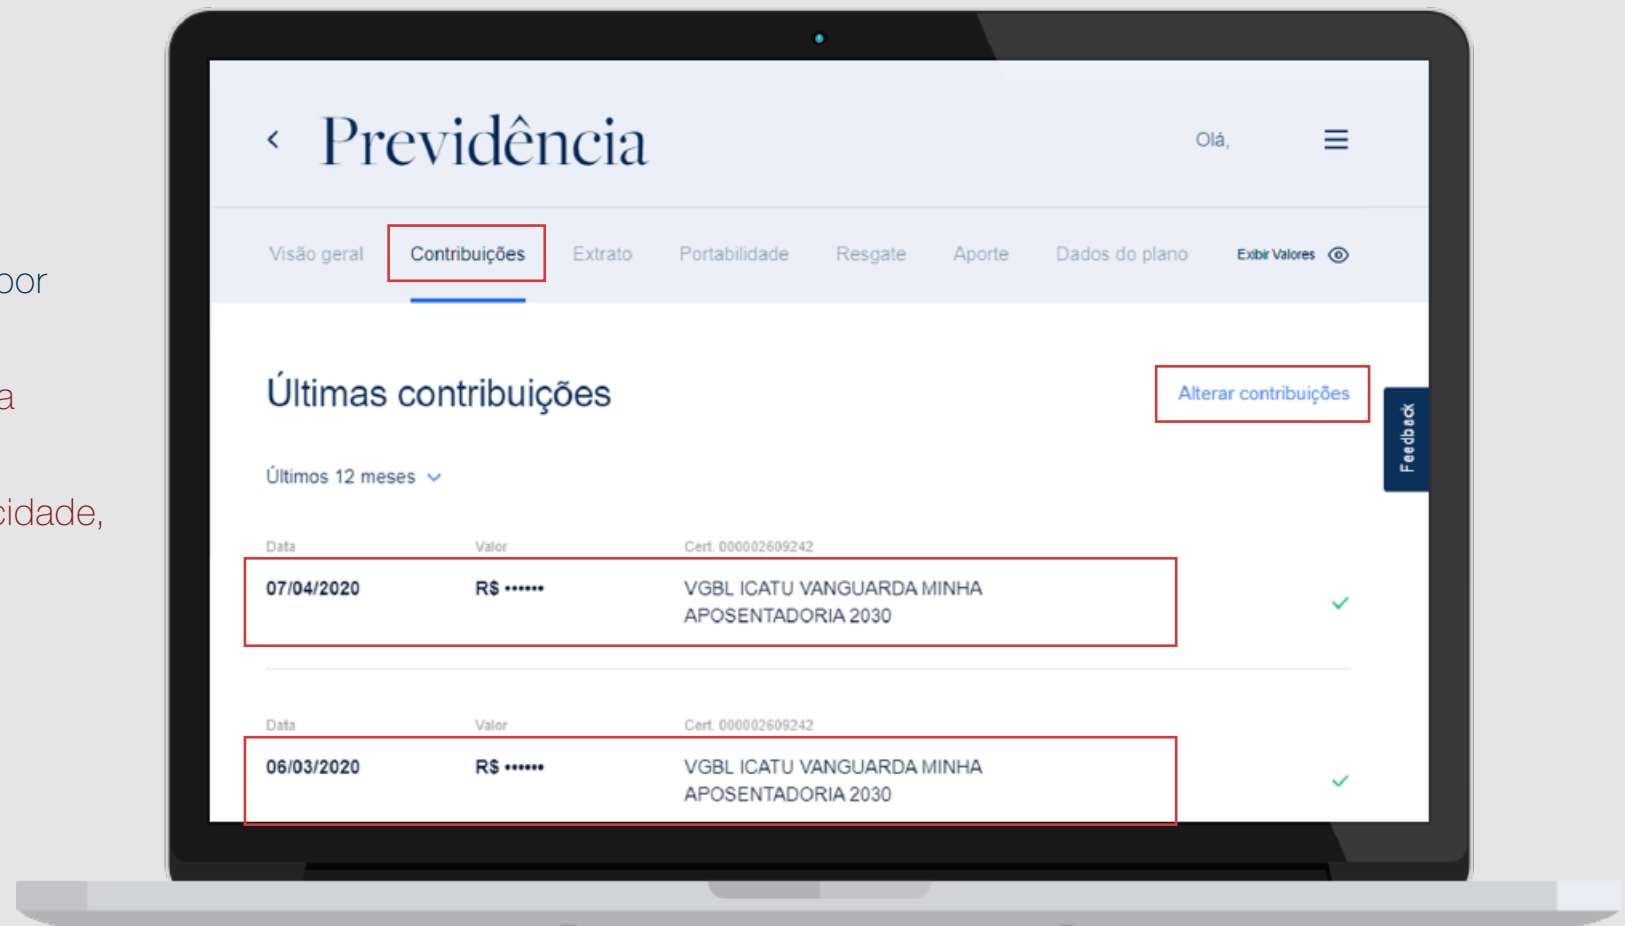 Previdência
Olá,
Visão geral Contribuições Extrato Portabilidade Resgate Aporte Dados do plano Exibir Valores
por
a
cidade,
Últimas contribuições
Alterar contribuições
Feedback
Últimos 12 meses
Data Valor Cert. 000002609242
07/04/2020 R$ •••••• VGBL ICATU VANGUARDA MINHA
APOSENTADORIA 2030
Data Valor Cert. 000002609242
06/03/2020 R$ •••••• VGBL ICATU VANGUARDA MINHA
APOSENTADORIA 2030